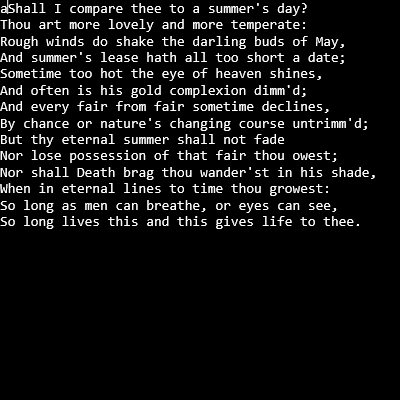 aShall I compare thee to a summer's day?
Thou art more lovely and more temperate:
Rough winds do shake the darling buds of May,
And summer's lease hath all too short a date;
Sometime too hot the eye of heaven shines,
And often is his gold complexion dimm'd;
And every fair from fair sometime declines,
By chance or nature's changing course untrimm'd;
But thy eternal summer shall not fade
Nor lose possession of that fair thou owest;
Nor shall Death brag thou wander'st in his shade,
When in eternal lines to time thou growest:
So long as men can breathe, or eyes can see,
So long lives this and this gives life to thee.